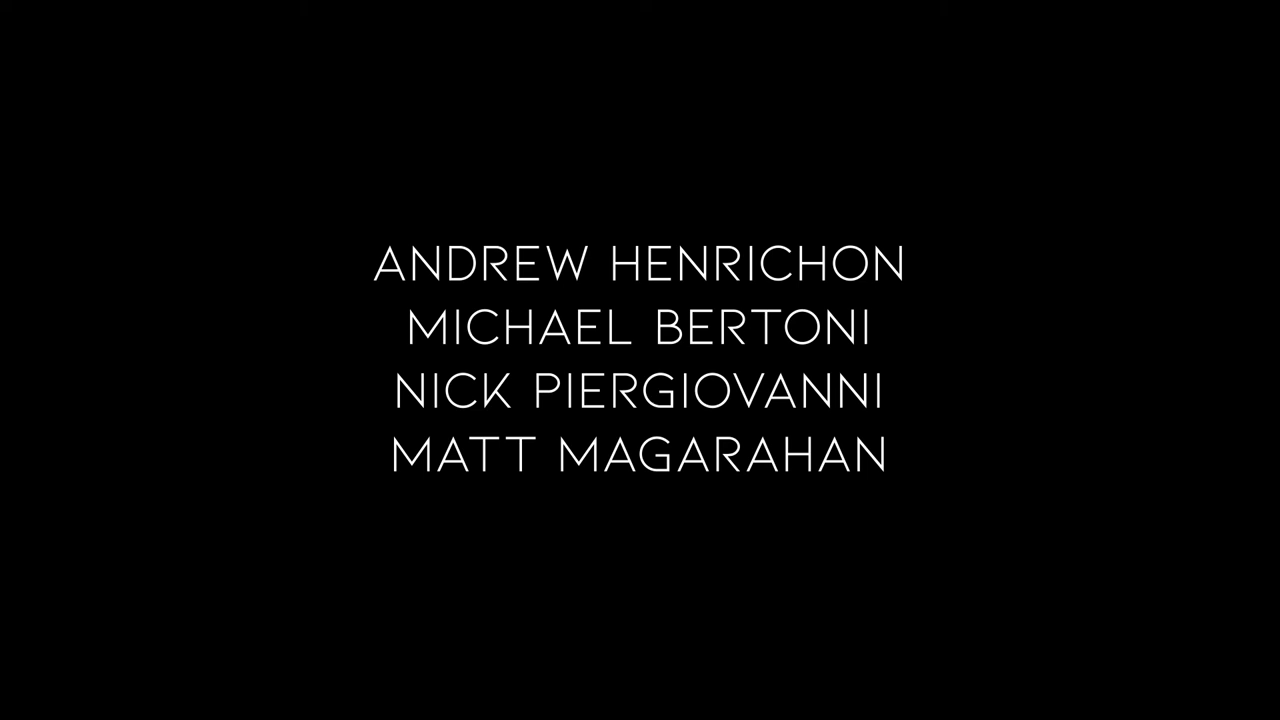 ANDREW HENRICHON
MICHAEL BERTONI
NICK PIERGIOVANNI
MATT MAGARAHAN